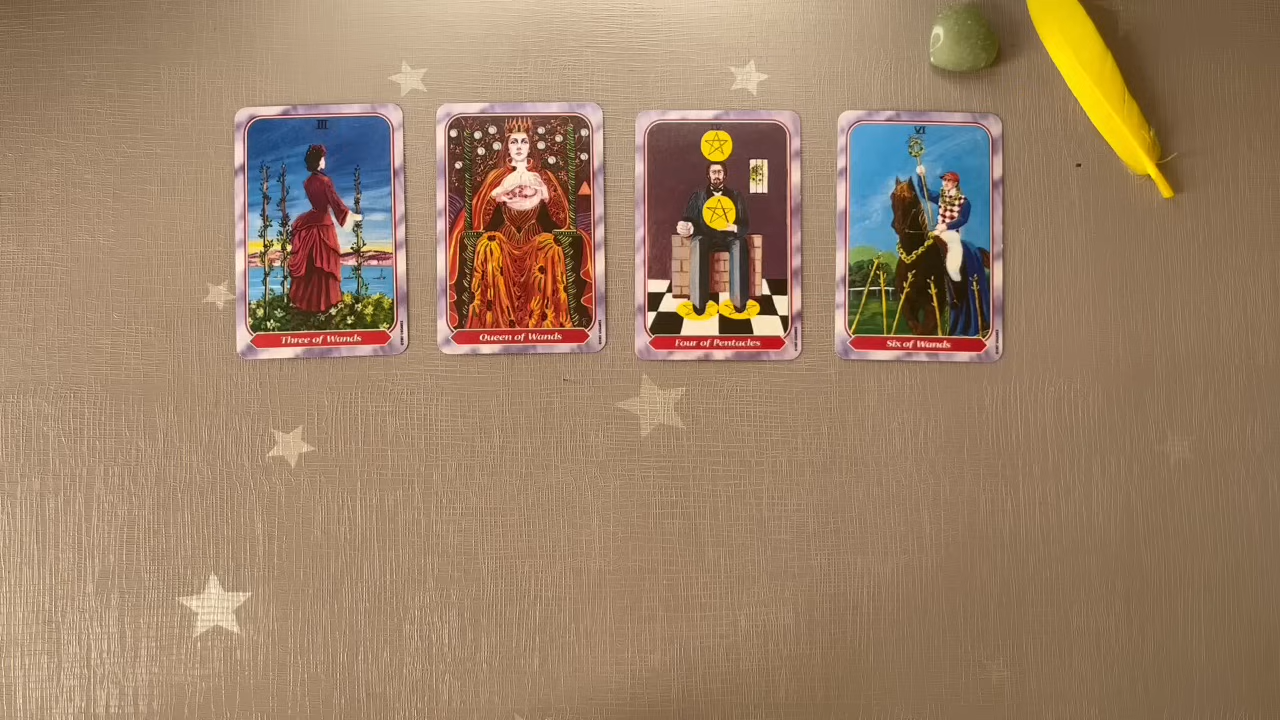 III
Three of Wands
Queen of Wands
Four of Pentacles
VI
Six of Wands